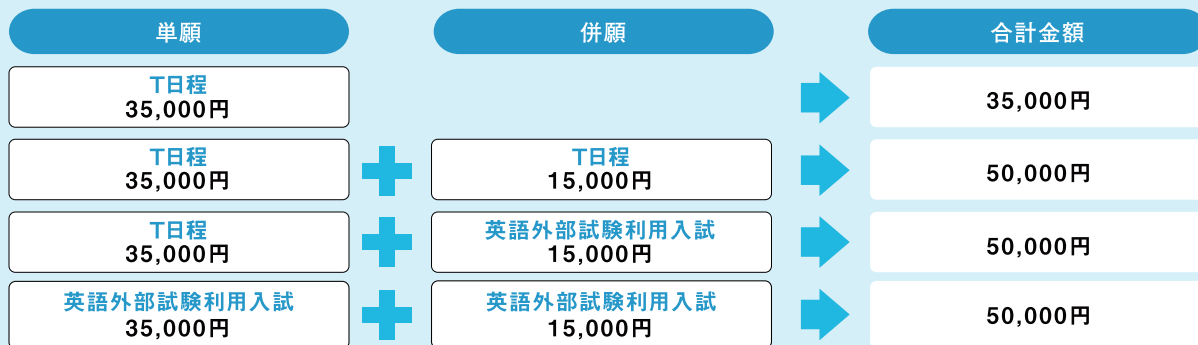 単願
併願
合計金額
T日程
35,000円
35,000円
T日程
35,000円
T日程
15,000円
50,000円
T日程
35,000円
英語外部試験利用入試
15,000円
50,000円
英語外部試験利用入試
35,000円
英語外部試験利用入試
15,000円
50,000円